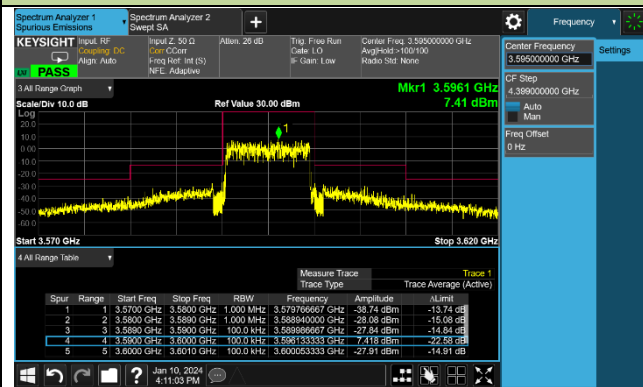 Spectrum Analyzer 1
Spurious Emissions
Spectrum Analyzer 2
Swept SA
+
Frequency
KEYSIGHT
Input: RF
Coupling: DC
Align: Auto
Input Z: 50 Ω
Corr CCorr
Freq Ref: Int (S)
NFE: Adaptive
Atten: 26 dB
Trig: Free Run
Gate: LO
IF Gain: Low
Center Freq: 3.595000000 GHz
Avg|Hold:>100/100
Radio Std: None
PASS
Center Frequency
3.595000000 GHz
Settings
CF Step
4.399000000 GHz
Auto
Man
Freq Offset
0 Hz
3 All Range Graph
Mkr1 3.5961 GHz
Scale/Div 10.0 dB
Ref Value 30.00 dBm
7.41 dBm
Log
20.0
10.0
0.00
-10.0
-20.0
-30.0
-40.0
-50.0
-60.0
1
Start 3.570 GHz
Stop 3.620 GHz
4 All Range Table
Measure Trace Trace 1
Trace Type Trace Average (Active)
Spur Range Start Freq Stop Freq RBW Frequency Amplitude ΔLimit
1 1 3.5700 GHz 3.5800 GHz 1.000 MHz 3.579766667 GHz -38.74 dBm -13.74 dB
2 2 3.5800 GHz 3.5890 GHz 1.000 MHz 3.588940000 GHz -28.08 dBm -15.08 dB
3 3 3.5890 GHz 3.5900 GHz 100.0 kHz 3.589986667 GHz -27.84 dBm -14.84 dB
4 4 3.5900 GHz 3.6000 GHz 100.0 kHz 3.596133333 GHz 7.418 dBm -22.58 dB
5 5 3.6000 GHz 3.6010 GHz 100.0 kHz 3.600053333 GHz -27.91 dBm -14.91 dB
?
Jan 10, 2024
4:11:03 PM